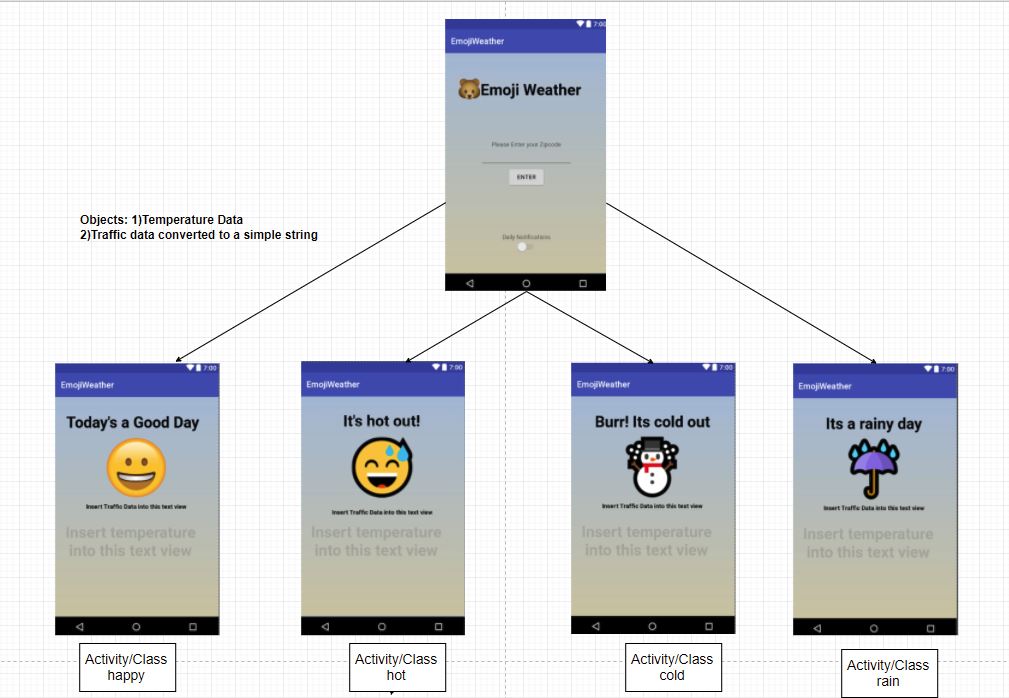 7:00
EmojiWeather
Emoji Weather
Please Enter your Zipcode
ENTER
Daily Notifications
Objects: 1)Temperature Data
2)Traffic data converted to a simple string
7:00
EmojiWeather
Today's a Good Day
Insert Traffic Data into this text view
Insert temperature
into this text view
Activity/Class
happy
7:00
EmojiWeather
It's hot out!
Insert Traffic Data into this text view
Insert temperature
into this text view
Activity/Class
hot
7:00
EmojiWeather
Burr! Its cold out
Insert Traffic Data into this text view
Insert temperature
into this text view
Activity/Class
cold
7:00
EmojiWeather
Its a rainy day
Insert Traffic Data into this text view
Insert temperature
into this text view
Activity/Class
rain